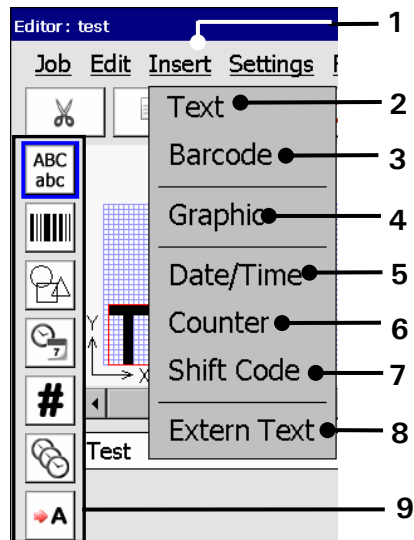 Editor: test
1
Job Edit Insert Settings
Text 2
Barcode 3
ABC
abc
Graphic 4
Date/Time 5
7
Y
Counter 6
X
Shift Code 7
#
Extern Text 8
Test
A 9